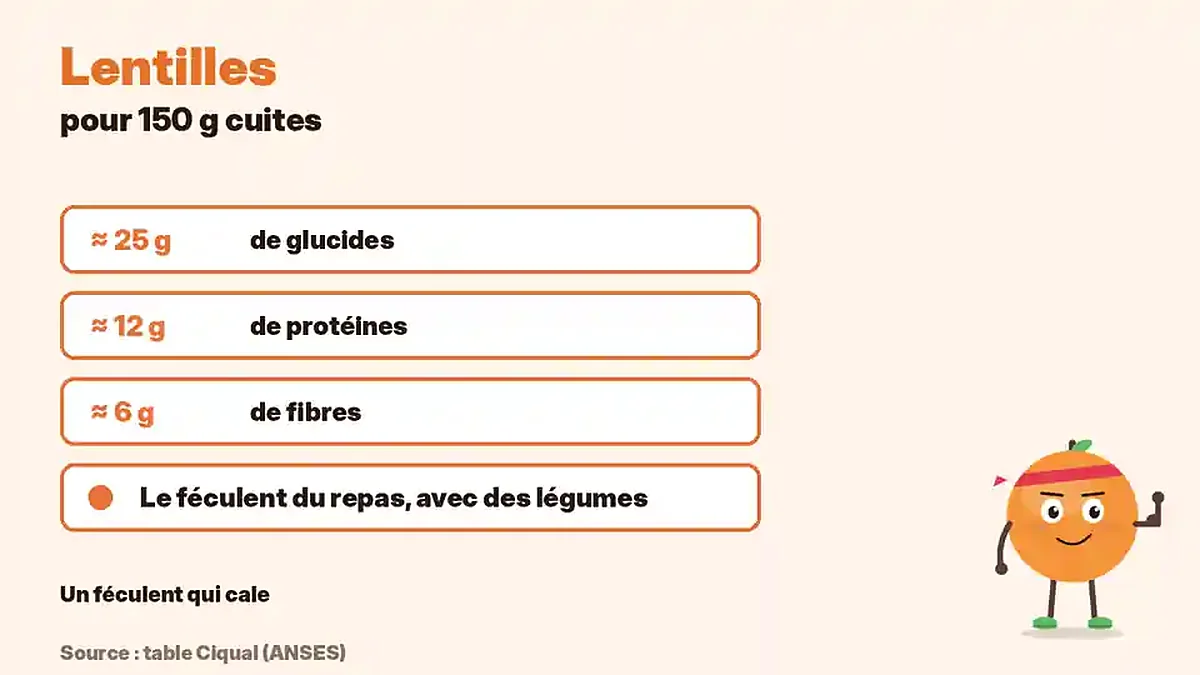 Lentilles
pour 150 g cuites
≈ 25 g de glucides
≈ 12 g de protéines
≈ 6 g de fibres
Le féculent du repas, avec des légumes
Un féculent qui cale
Source : table Ciqual (ANSES)